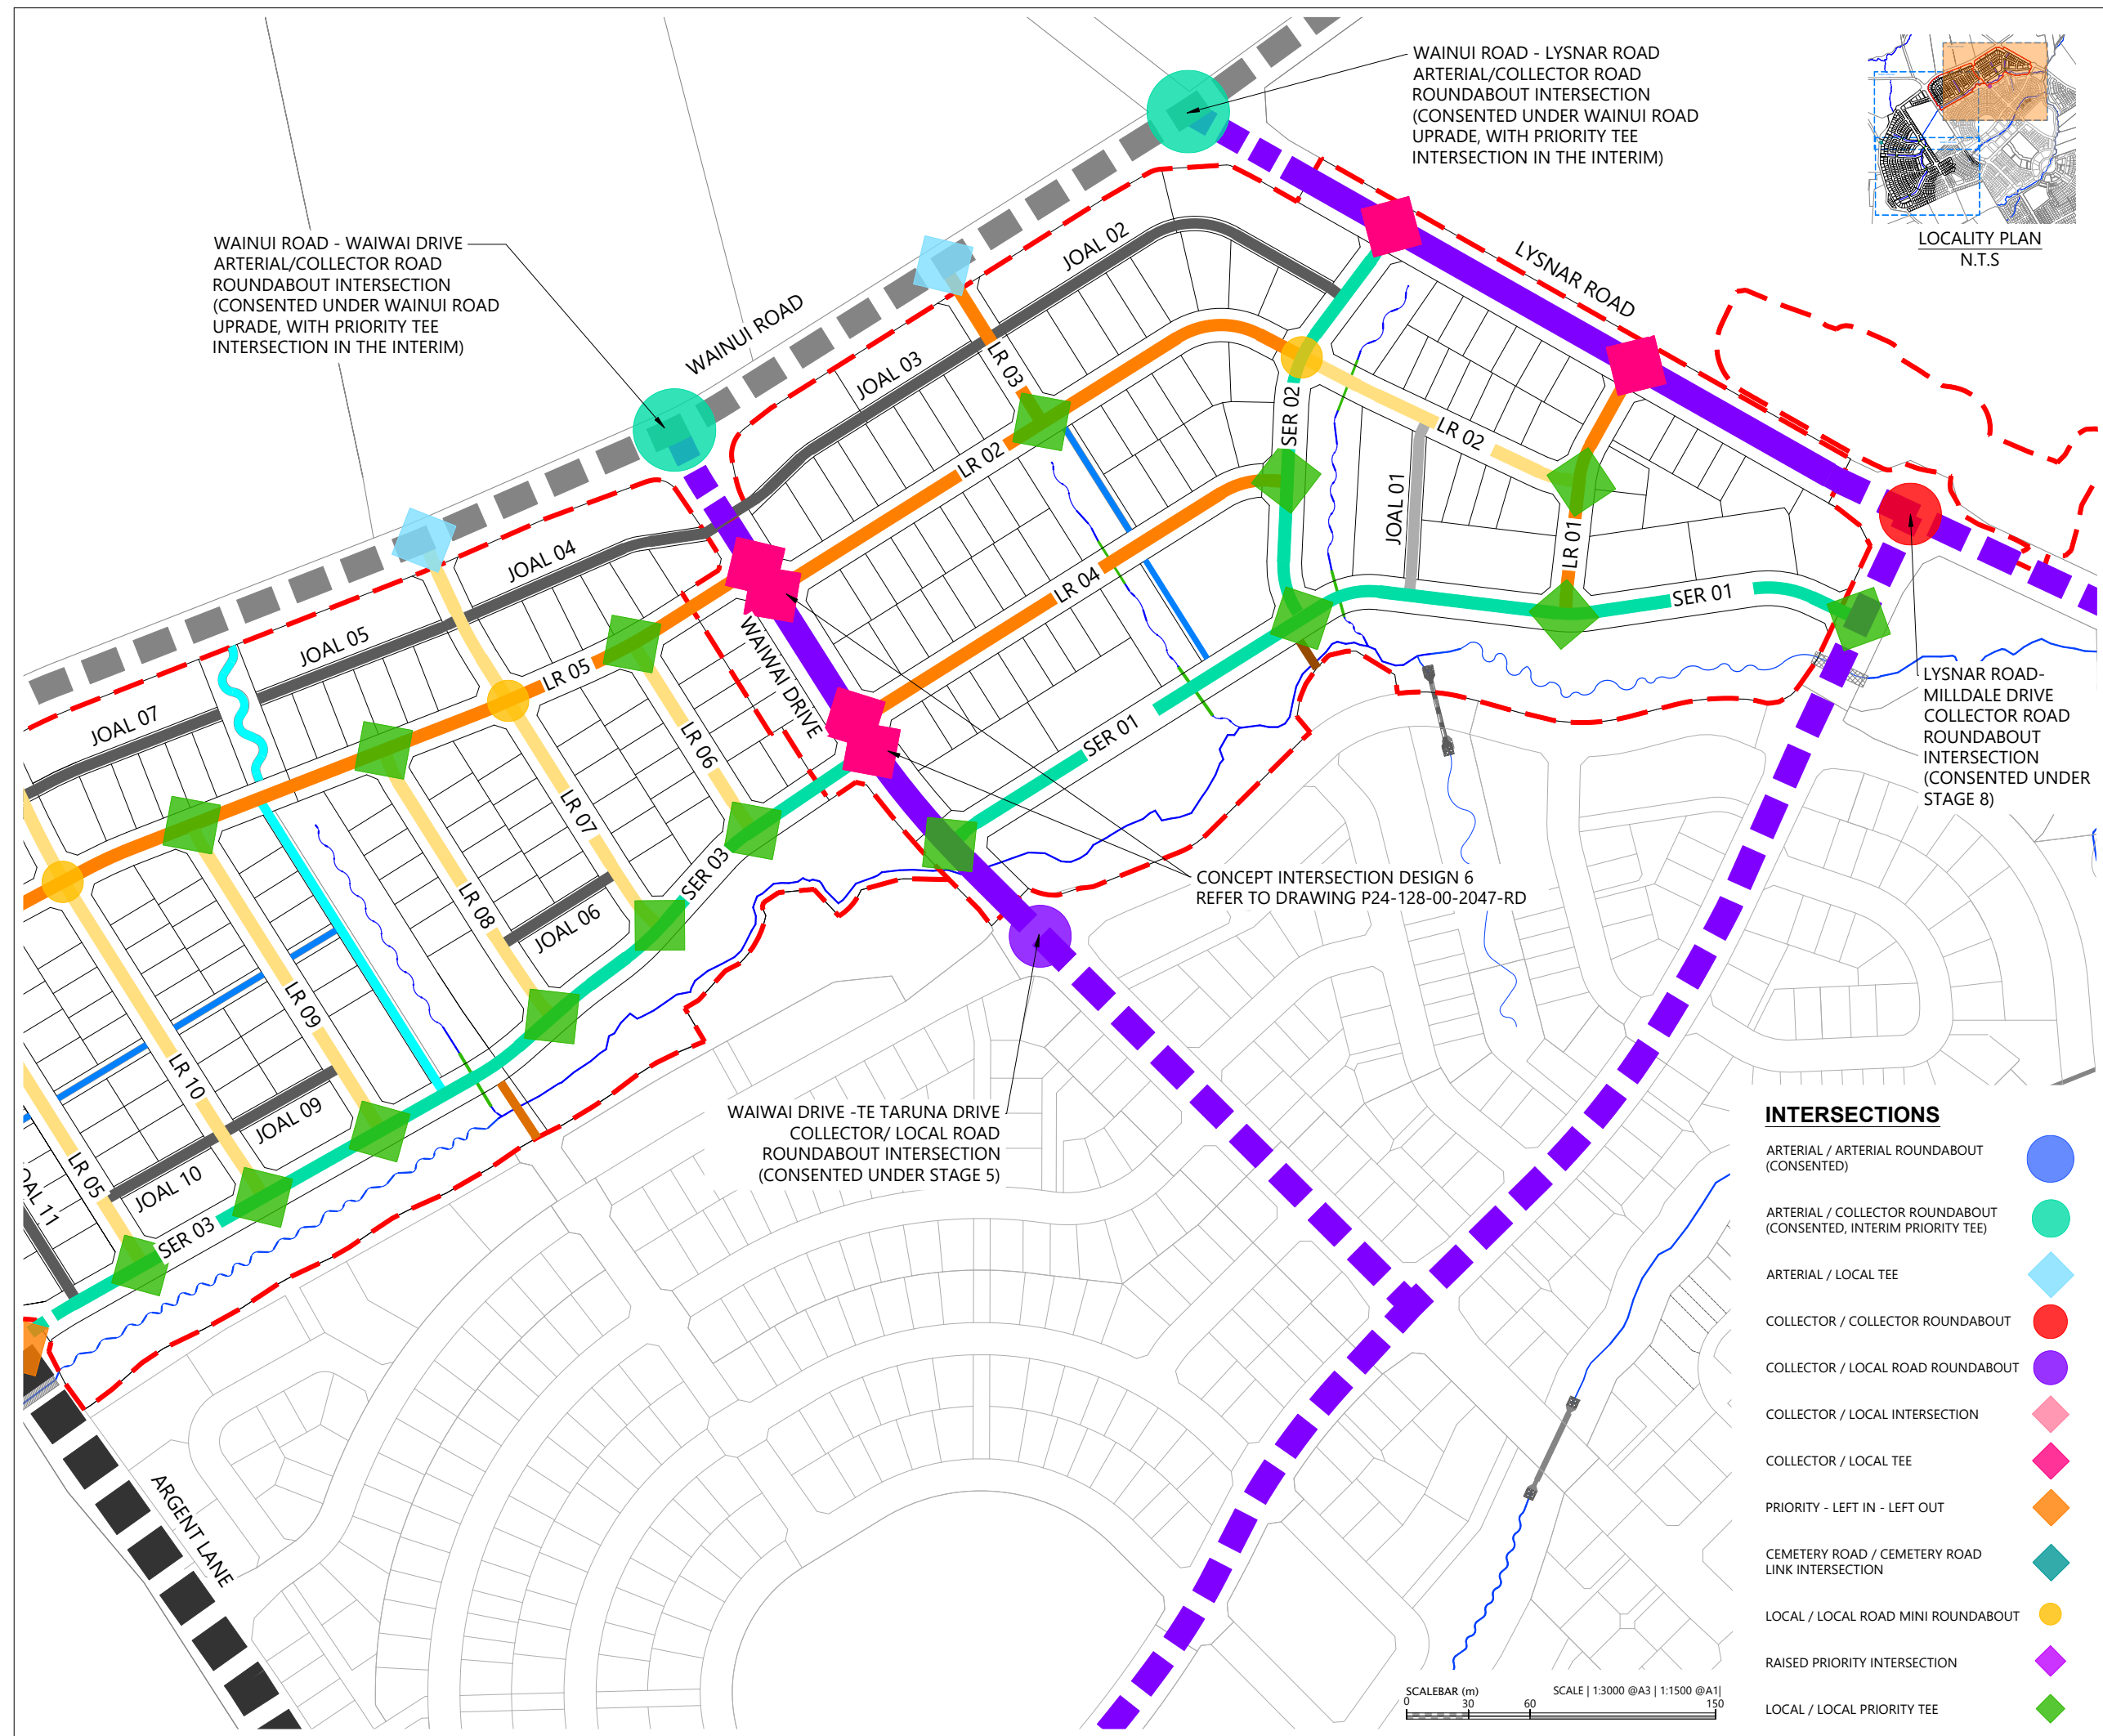 WAINUI ROAD - LYSNAR ROAD
ARTERIAL/COLLECTOR ROAD
ROUNDABOUT INTERSECTION
(CONSENTED UNDER WAINUI ROAD
UPRADE, WITH PRIORITY TEE
INTERSECTION IN THE INTERIM)
LOCALITY PLAN
N.T.S
WAINUI ROAD - WAIWAI DRIVE
ARTERIAL/COLLECTOR ROAD
ROUNDABOUT INTERSECTION
(CONSENTED UNDER WAINUI ROAD
UPRADE, WITH PRIORITY TEE
INTERSECTION IN THE INTERIM)
WAINUI ROAD
JOAL 02
LYSNAR ROAD
JOAL 03
LR 03
SER 02
LR 02
LR 02
JOAL 01
LR 01
JOAL 04
LR 04
SER 01
JOAL 05
LR 05
WAIWAI DRIVE
JOAL 07
LR 06
SER 01
LR 07
LYSNAR ROAD-
MILLDALE DRIVE
COLLECTOR ROAD
ROUNDABOUT
INTERSECTION
(CONSENTED UNDER
STAGE 8)
SER 03
LR 08
JOAL 06
CONCEPT INTERSECTION DESIGN 6
REFER TO DRAWING P24-128-00-2047-RD
LR 09
LR 10
JOAL 09
WAIWAI DRIVE -TE TARUNA DRIVE
COLLECTOR/ LOCAL ROAD
ROUNDABOUT INTERSECTION
(CONSENTED UNDER STAGE 5)
LR 05
JOAL 10
OAL 11
SER 03
ARGENT LANE
INTERSECTIONS
ARTERIAL / ARTERIAL ROUNDABOUT
(CONSENTED)
ARTERIAL / COLLECTOR ROUNDABOUT
(CONSENTED, INTERIM PRIORITY TEE)
ARTERIAL / LOCAL TEE
COLLECTOR / COLLECTOR ROUNDABOUT
COLLECTOR / LOCAL ROAD ROUNDABOUT
COLLECTOR / LOCAL INTERSECTION
COLLECTOR / LOCAL TEE
PRIORITY - LEFT IN - LEFT OUT
CEMETERY ROAD / CEMETERY ROAD
LINK INTERSECTION
LOCAL / LOCAL ROAD MINI ROUNDABOUT
RAISED PRIORITY INTERSECTION
LOCAL / LOCAL PRIORITY TEE
SCALEBAR (m) SCALE | 1:3000 @A3 | 1:1500 @A1|
0 30 60 150